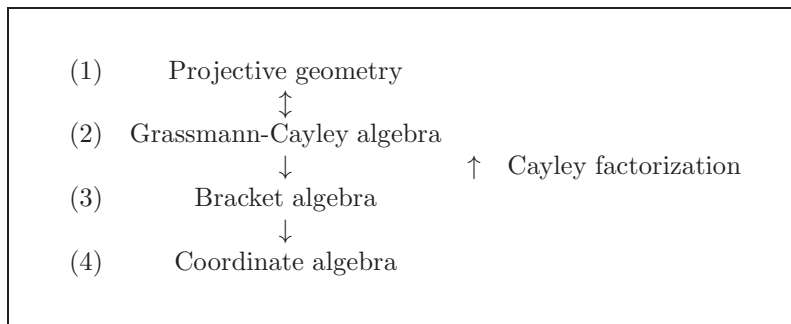 (1) Projective geometry
↕
(2) Grassmann-Cayley algebra
↓ ↑ Cayley factorization
(3) Bracket algebra
↓
(4) Coordinate algebra